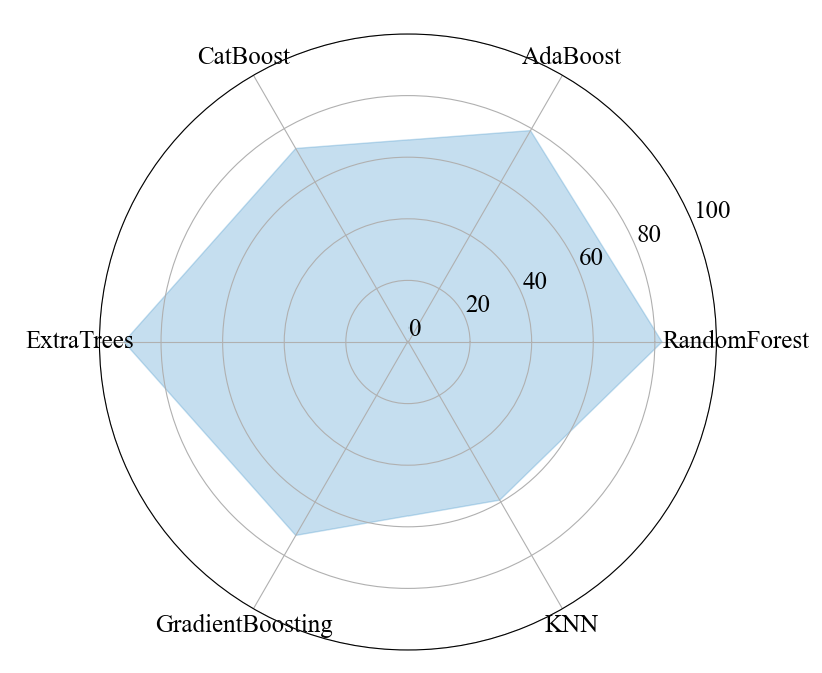 CatBoost
AdaBoost
100
80
60
40
20
0
ExtraTrees
RandomForest
GradientBoosting
KNN